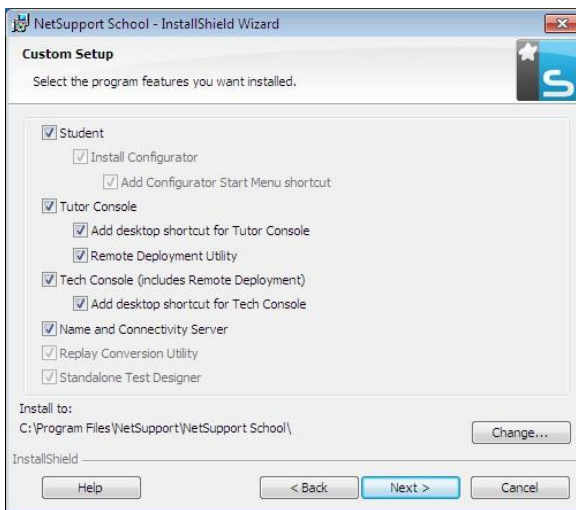 NetSupport School - InstallShield Wizard
Custom Setup
Select the program features you want installed.
S
Student
Install Configurator
Add Configurator Start Menu shortcut
Tutor Console
Add desktop shortcut for Tutor Console
Remote Deployment Utility
Tech Console (includes Remote Deployment)
Add desktop shortcut for Tech Console
Name and Connectivity Server
Replay Conversion Utility
Standalone Test Designer
Install to:
C:\Program Files\NetSupport\NetSupport School\
Change...
InstallShield
Help < Back Next > Cancel